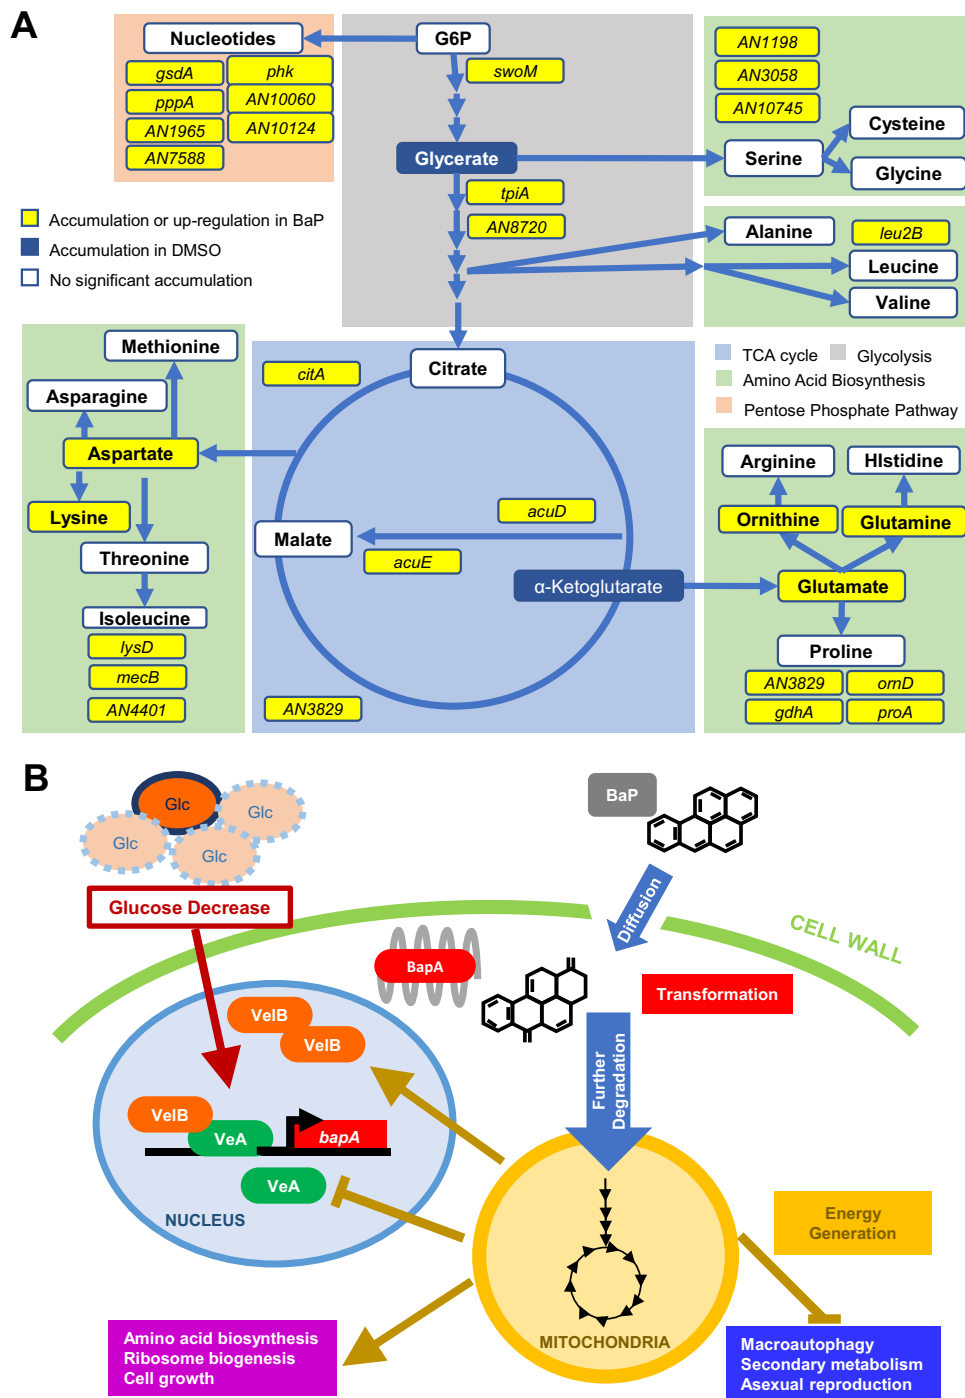 A
Nucleotides
G6P
gsdA
phk
pppA
AN10060
AN1965
AN10124
AN7588
swoM
AN1198
AN3058
AN10745
Cysteine
Glycerate
Serine
Glycine
tpiA
AN8720
Accumulation or up-regulation in BaP
Accumulation in DMSO
No significant accumulation
Alanine
leu2B
Leucine
Valine
Methionine
Asparagine
Aspartate
Lysine
Threonine
Isoleucine
lysD
mecB
AN4401
citA
Citrate
TCA cycle
Glycolysis
Amino Acid Biosynthesis
Pentose Phosphate Pathway
acuD
Malate
acuE
α-Ketoglutarate
AN3829
Arginine
HIstidine
Ornithine
Glutamine
Glutamate
Proline
AN3829
ornD
gdhA
proA
B
Glc
Glc
Glc
Glc
Glucose Decrease
BaP
Diffusion
CELL WALL
BapA
Transformation
VelB
VelB
Further
Degradation
VelB
VeA
bapA
VeA
NUCLEUS
Energy
Generation
MITOCHONDRIA
Amino acid biosynthesis
Ribosome biogenesis
Cell growth
Macroautophagy
Secondary metabolism
Asexual reproduction